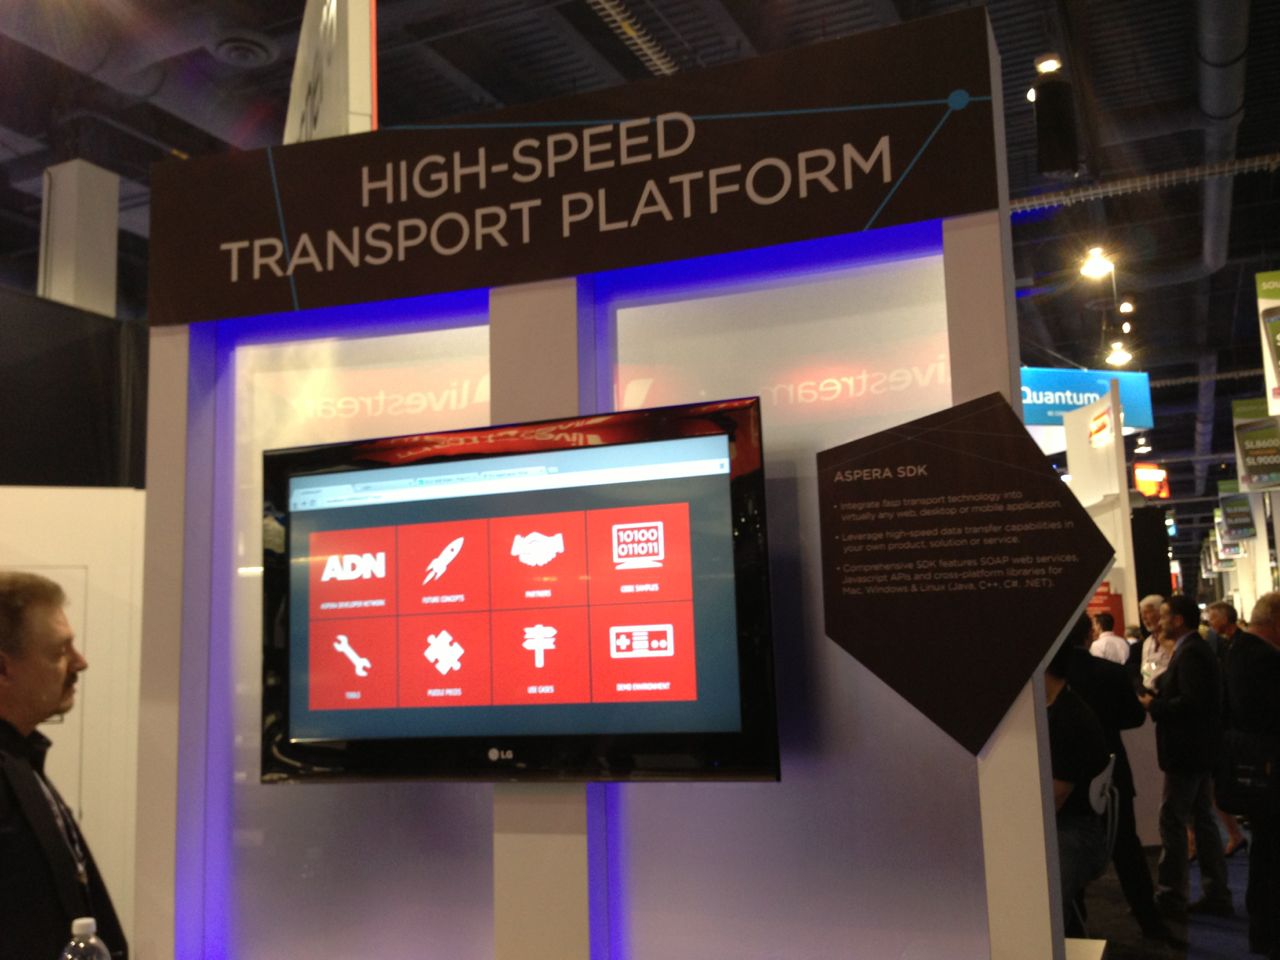 HIGH-SPEED
TRANSPORT PLATFORM
livestream
livestream
Quantum
SL8600
SL9000
ADN
ASPERA DEVELOPER NETWORK
FUTURE CONCEPTS
PARTNERS
10100
011011
CODE SAMPLES
TOOLS
PUZZLE PIECES
USE CASES
DEMO ENVIRONMENT
LG
ASPERA SDK
• Integrate fasp transport technology into
virtually any web, desktop or mobile application.
• Leverage high-speed data transfer capabilities in
your own product, solution or service.
• Comprehensive SDK features SOAP web services,
Javascript APIs and cross-platform libraries for
Mac, Windows & Linux (Java, C++, C#, .NET).